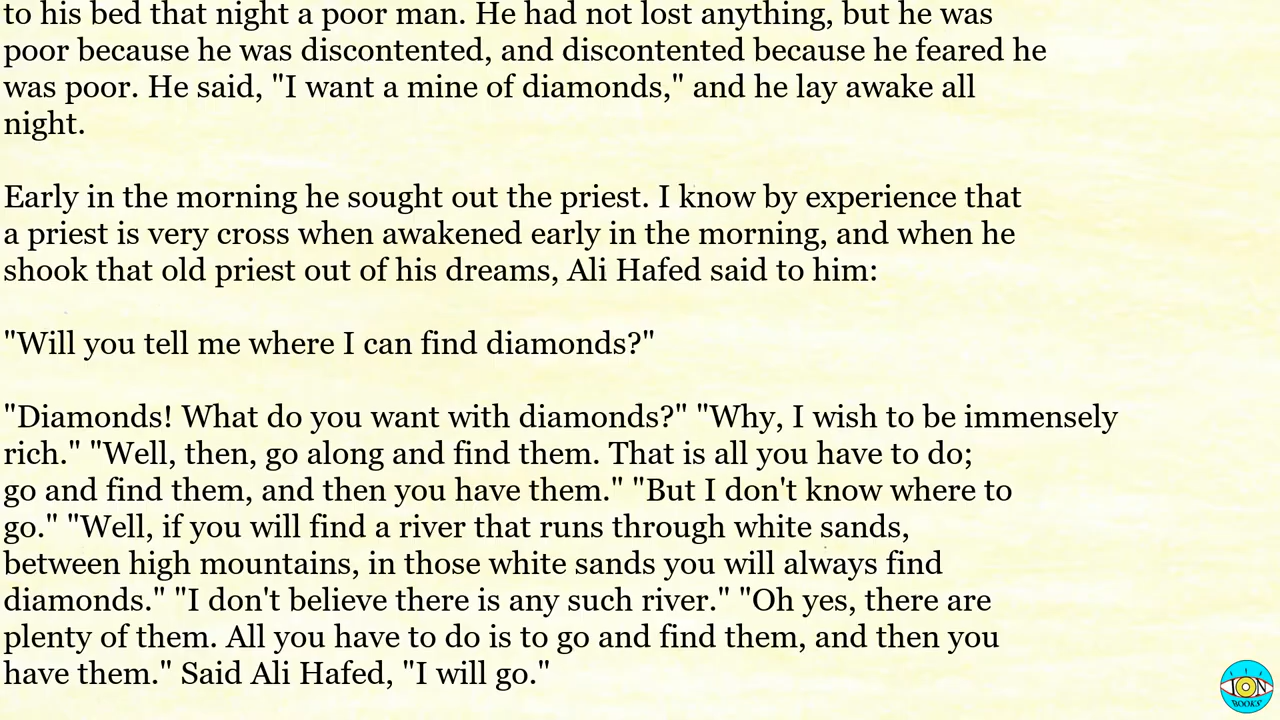 to his bed that night a poor man. He had not lost anything, but he was
poor because he was discontented, and discontented because he feared he
was poor. He said, "I want a mine of diamonds," and he lay awake all
night.
Early in the morning he sought out the priest. I know by experience that
a priest is very cross when awakened early in the morning, and when he
shook that old priest out of his dreams, Ali Hafed said to him:
"Will you tell me where I can find diamonds?"
"Diamonds! What do you want with diamonds?" "Why, I wish to be immensely
rich." "Well, then, go along and find them. That is all you have to do;
go and find them, and then you have them." "But I don't know where to
go." "Well, if you will find a river that runs through white sands,
between high mountains, in those white sands you will always find
diamonds." "I don't believe there is any such river." "Oh yes, there are
plenty of them. All you have to do is to go and find them, and then you
have them." Said Ali Hafed, "I will go."
ION